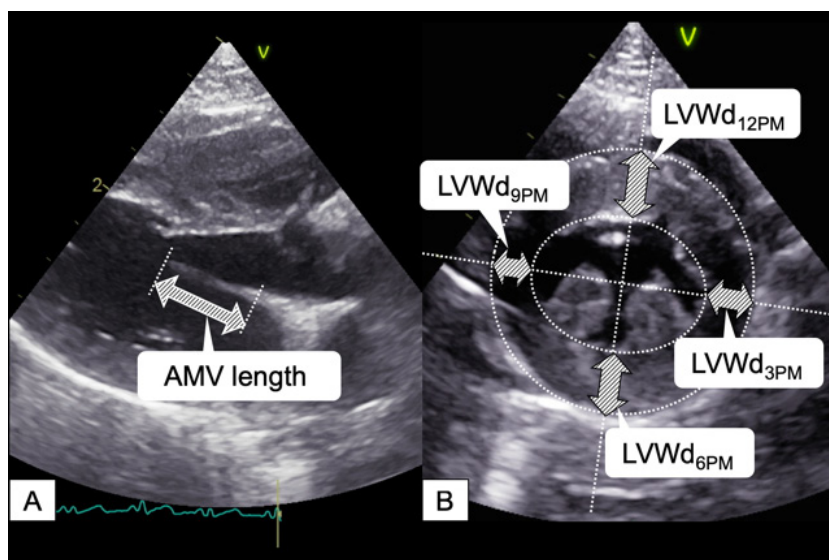 V
2
AMV length
A
V
LVWd12PM
LVWd9PM
LVWd3PM
LVWd6PM
B